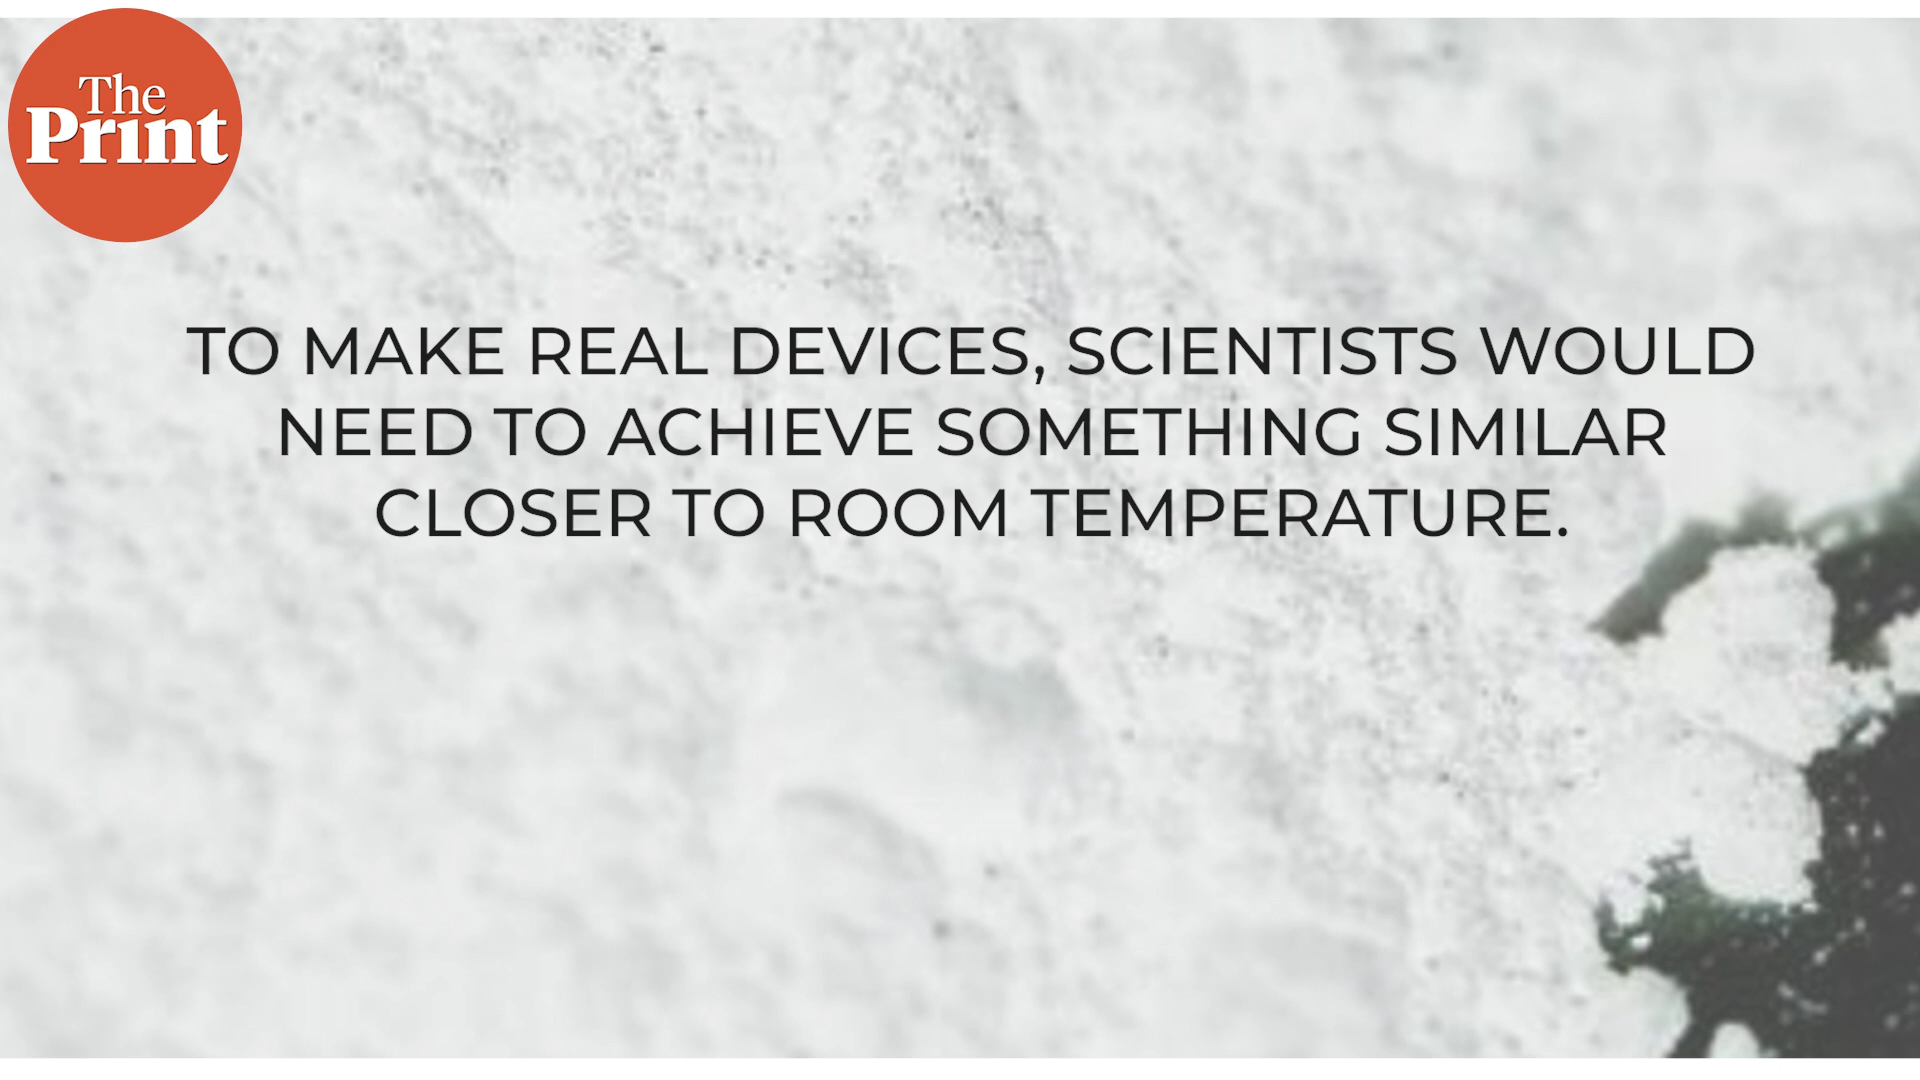 The
Print
TO MAKE REAL DEVICES, SCIENTISTS WOULD
NEED TO ACHIEVE SOMETHING SIMILAR
CLOSER TO ROOM TEMPERATURE.